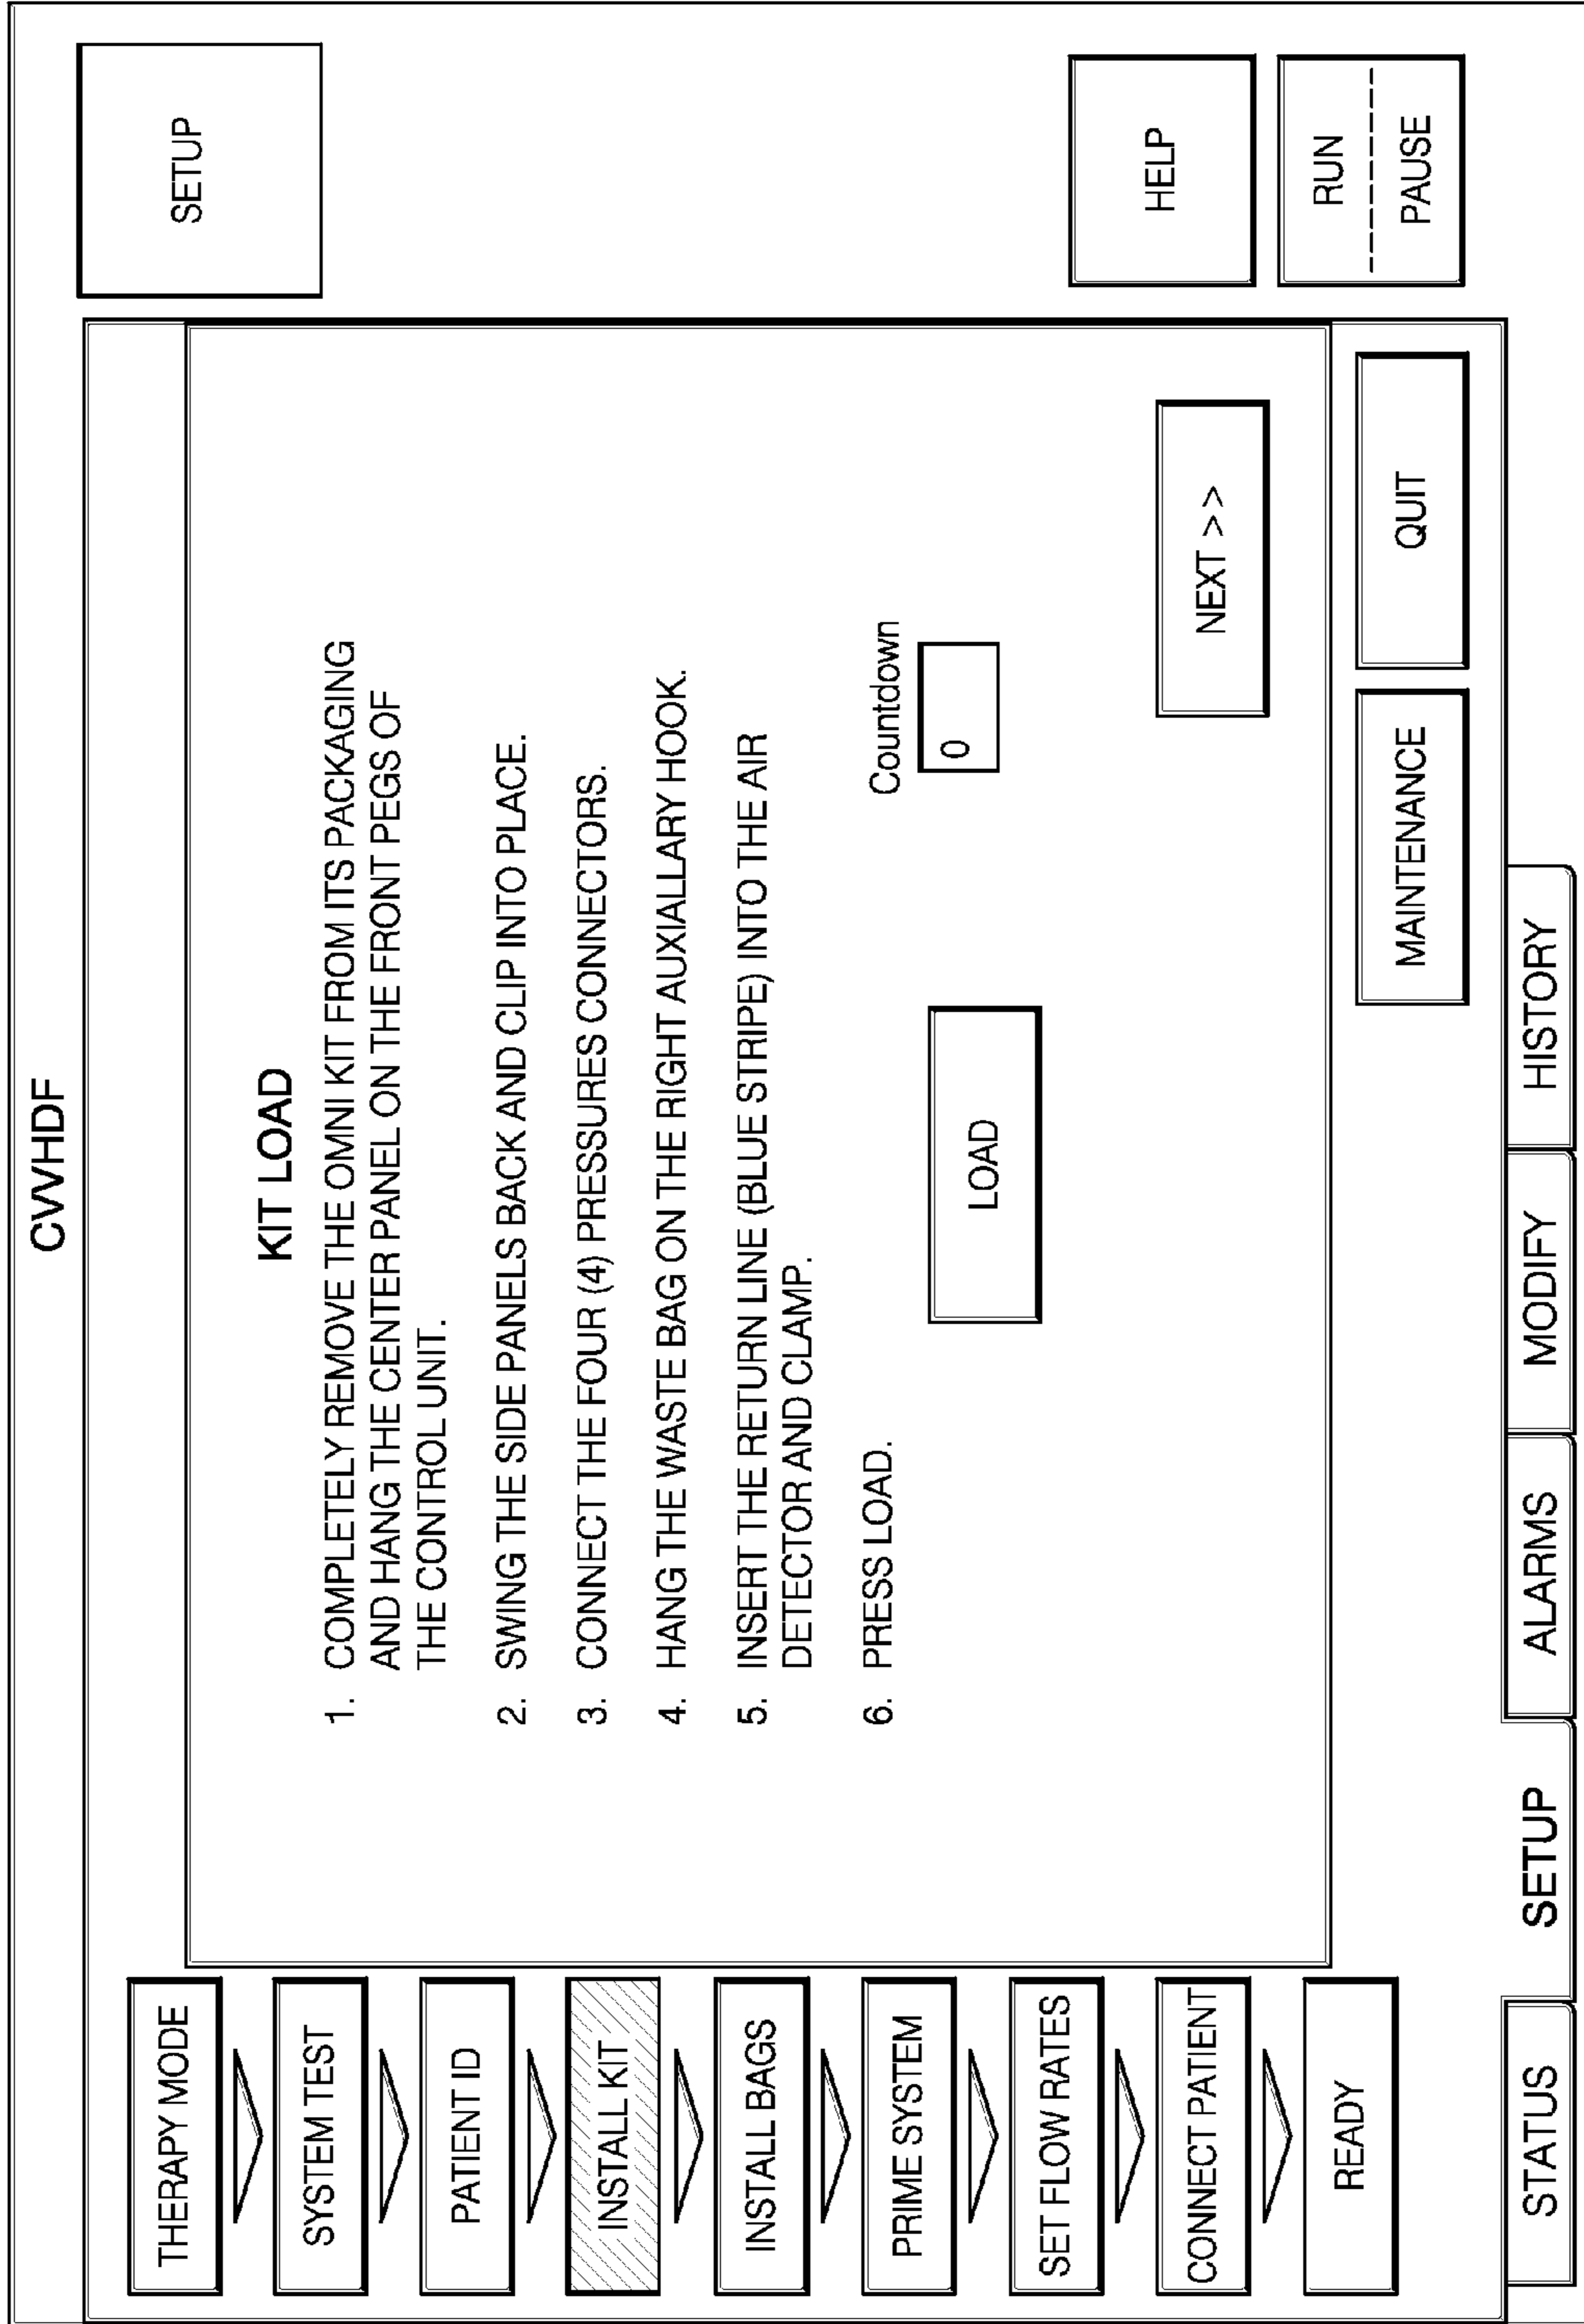 CVVHDF
SETUP
THERAPY MODE
SYSTEM TEST
PATIENT ID
INSTALL KIT
INSTALL BAGS
PRIME SYSTEM
SET FLOW RATES
CONNECT PATIENT
READY
KIT LOAD
1. COMPLETELY REMOVE THE OMNI KIT FROM ITS PACKAGING
AND HANG THE CENTER PANEL ON THE FRONT PEGS OF
THE CONTROL UNIT.
2. SWING THE SIDE PANELS BACK AND CLIP INTO PLACE.
3. CONNECT THE FOUR (4) PRESSURES CONNECTORS.
4. HANG THE WASTE BAG ON THE RIGHT AUXIALLARY HOOK.
5. INSERT THE RETURN LINE (BLUE STRIPE) INTO THE AIR
DETECTOR AND CLAMP.
6. PRESS LOAD.
Countdown
LOAD
0
NEXT >>
HELP
RUN
PAUSE
MAINTENANCE
QUIT
STATUS
SETUP
ALARMS
MODIFY
HISTORY